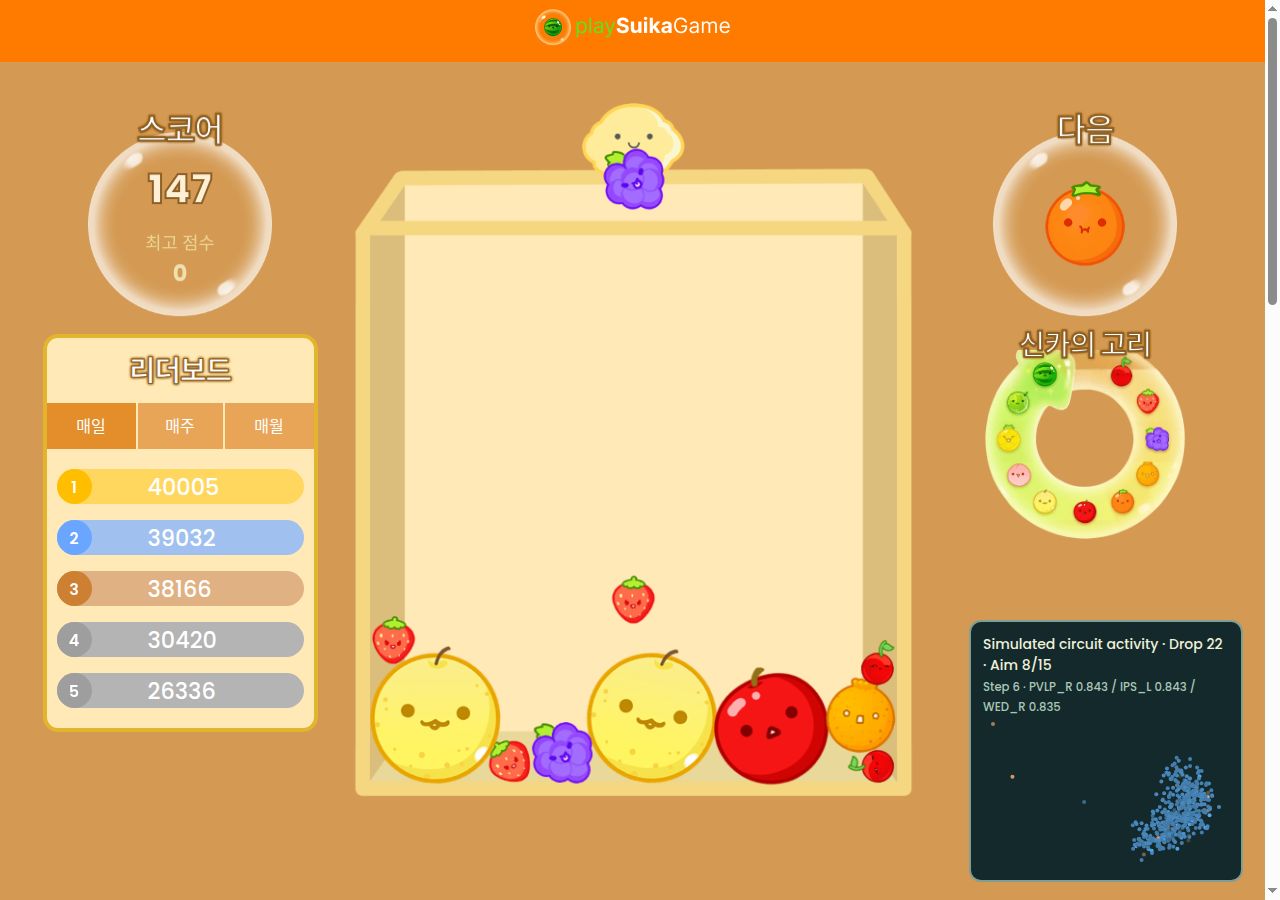 playSuikaGame
스코어
147
최고 점수
0
리더보드
매일 매주 매월
1 40005
2 39032
3 38166
4 30420
5 26336
다음
신카의 고리
Simulated circuit activity · Drop 22
· Aim 8/15
Step 6 · PVLP_R 0.843 / IPS_L 0.843 /
WED_R 0.835